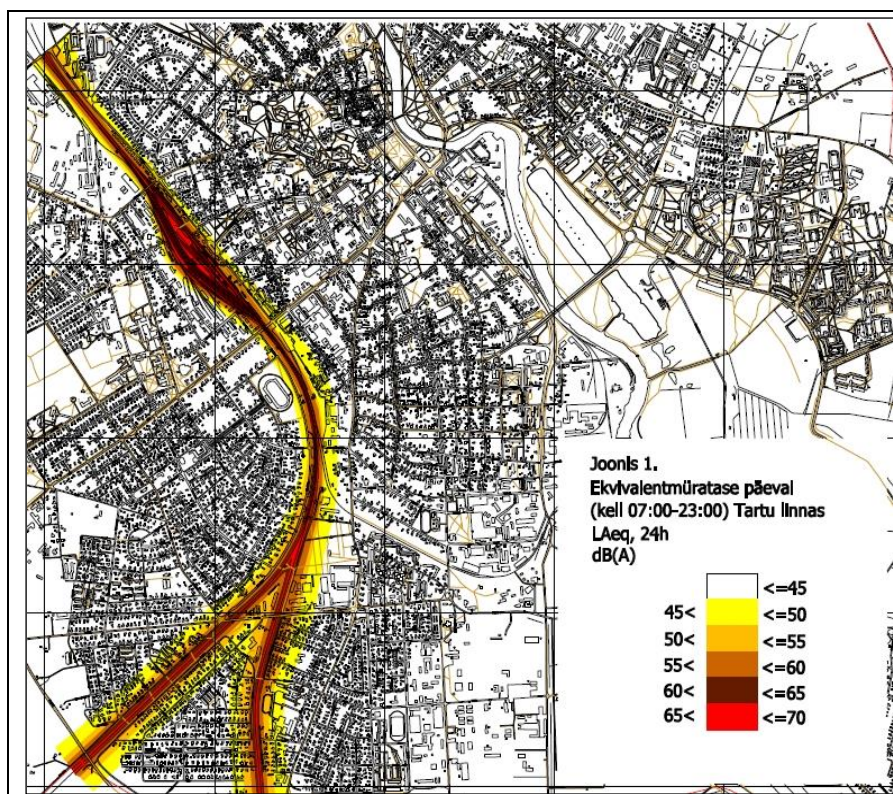 Joonis 1.
Ekvivalentmüratase päeval
(kell 07:00-23:00) Tartu linnas
LAeq, 24h
dB(A)
<=45
45< <=50
50< <=55
55< <=60
60< <=65
65< <=70